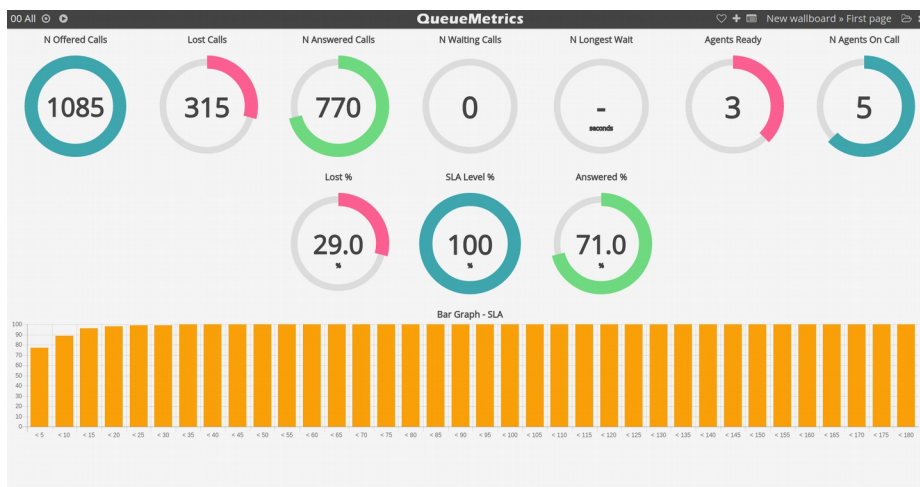 00 All QueueMetrics New wallboard » First page
N Offered Calls Lost Calls N Answered Calls N Waiting Calls N Longest Wait Agents Ready N Agents On Call
1085 315 770 0 - 3 5
seconds
Lost % SLA Level % Answered %
29.0 100 71.0
% % %
Bar Graph - SLA
100
90
80
70
60
50
40
30
20
10
0
< 5 < 10 < 15 < 20 < 25 < 30 < 35 < 40 < 45 < 50 < 55 < 60 < 65 < 70 < 75 < 80 < 85 < 90 < 95 < 100 < 105 < 110 < 115 < 120 < 125 < 130 < 135 < 140 < 145 < 150 < 155 < 160 < 165 < 170 < 175 < 180